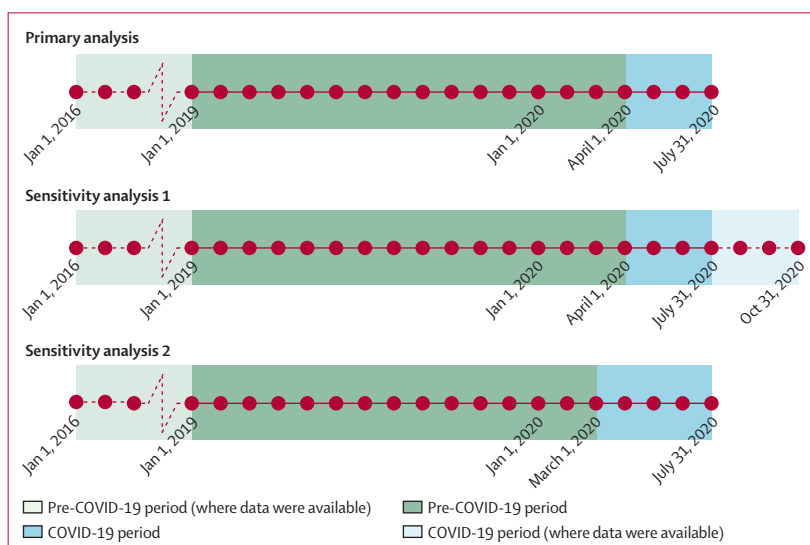 Primary analysis
Jan 1, 2016
Jan 1, 2019
Jan 1, 2020
April 1, 2020
July 31, 2020
Sensitivity analysis 1
Jan 1, 2016
Jan 1, 2019
Jan 1, 2020
April 1, 2020
July 31, 2020
Oct 31, 2020
Sensitivity analysis 2
Jan 1, 2016
Jan 1, 2019
Jan 1, 2020
March 1, 2020
July 31, 2020
Pre-COVID-19 period (where data were available)
Pre-COVID-19 period
COVID-19 period
COVID-19 period (where data were available)